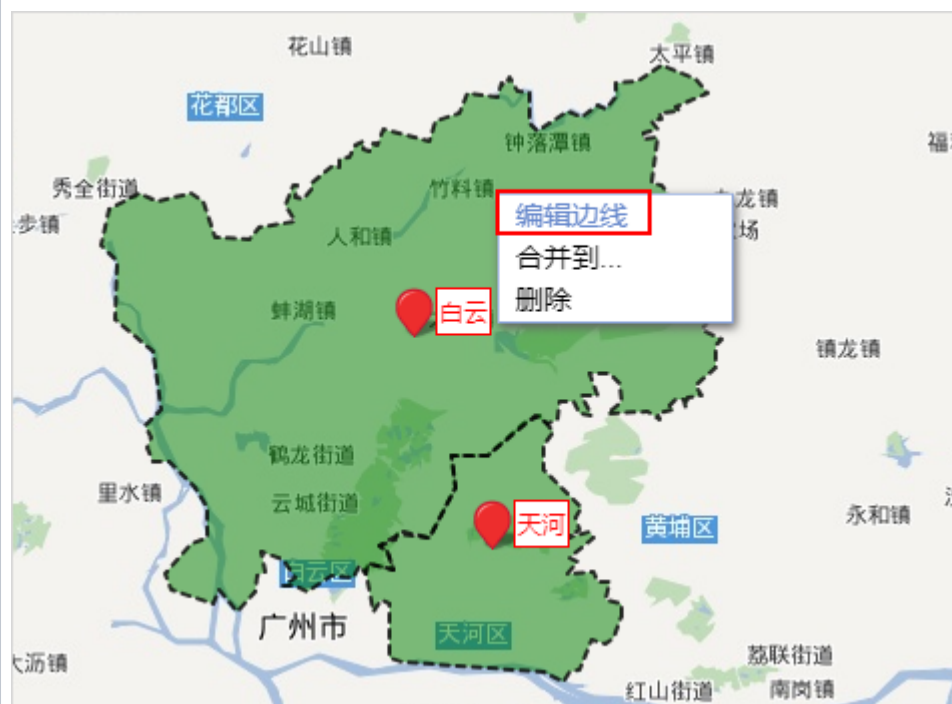 花山镇
太平镇
花都区
钟落潭镇
福
秀全街道
竹料镇
龙镇
步镇
编辑边线
场
人和镇
合并到...
删除
蚌湖镇
白云
镇龙镇
鹤龙街道
里水镇
云城街道
天河
黄埔区
永和镇
白云区
广州市
天河区
大沥镇
荔联街道
红山街道
南岗镇